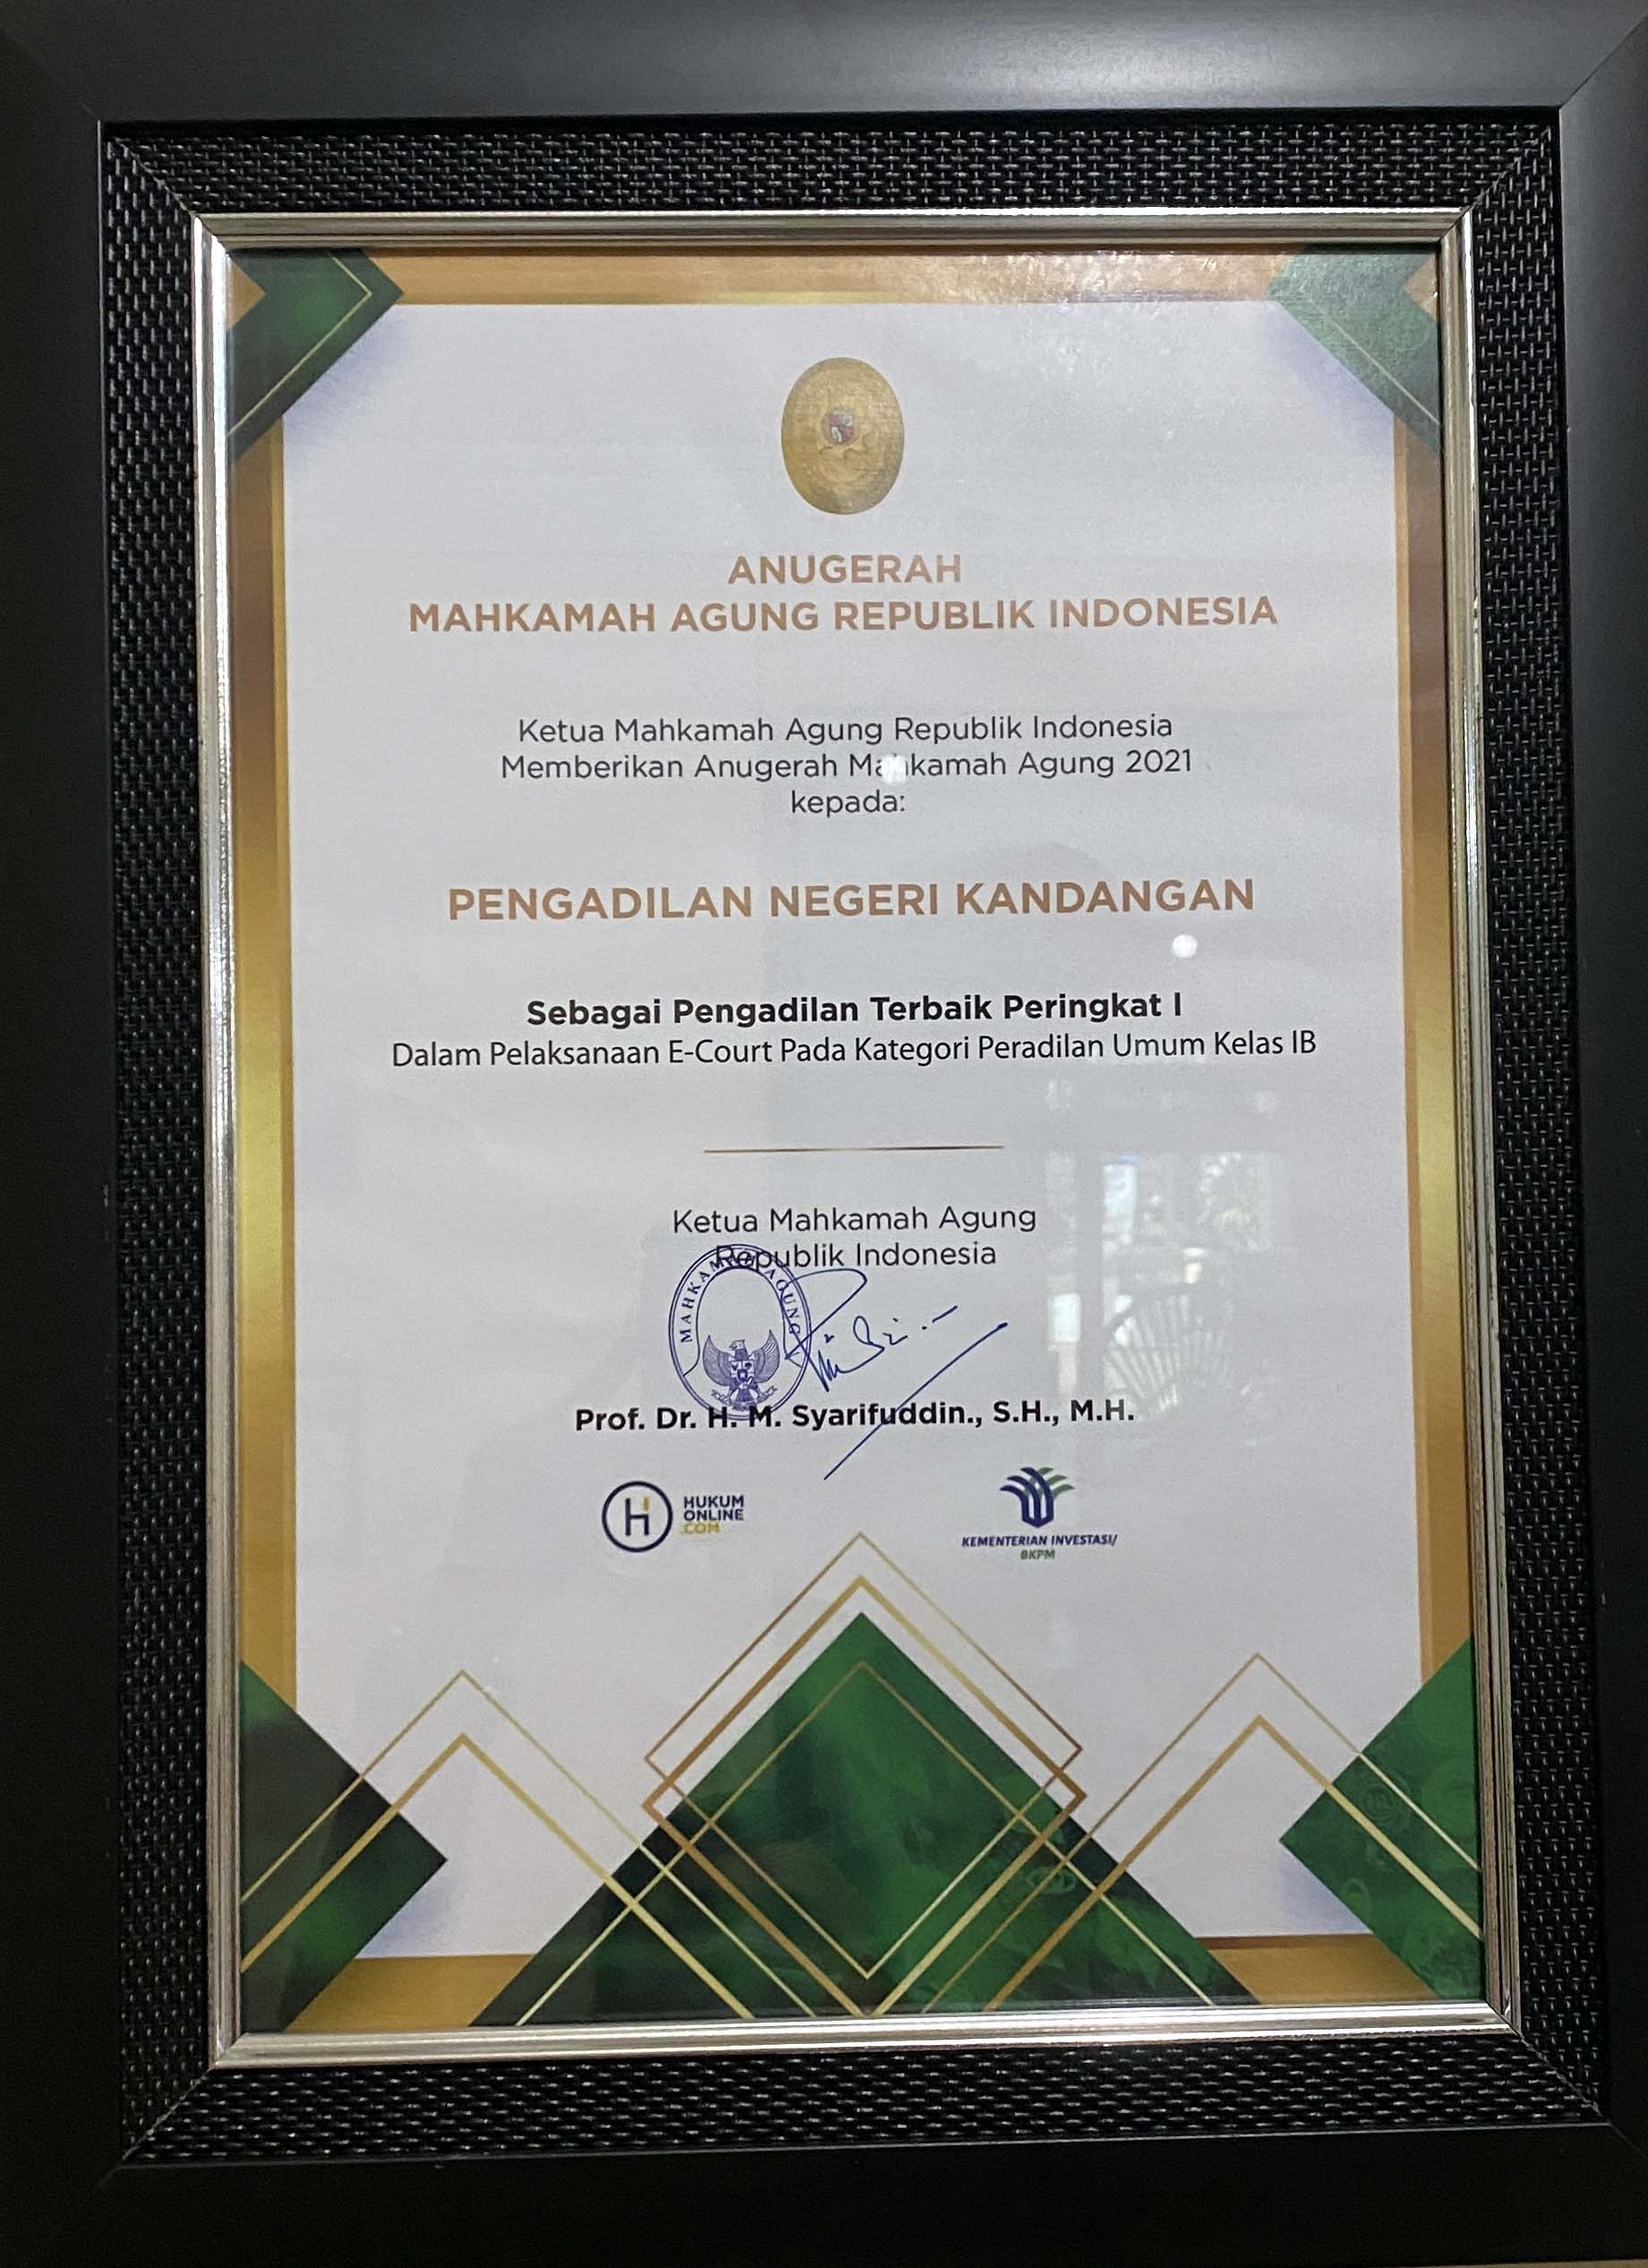 ANUGERAH
MAHKAMAH AGUNG REPUBLIK INDONESIA
Ketua Mahkamah Agung Republik Indonesia
Memberikan Anugerah Mahkamah Agung 2021
kepada:
PENGADILAN NEGERI KANDANGAN
Sebagai Pengadilan Terbaik Peringkat I
Dalam Pelaksanaan E-Court Pada Kategori Peradilan Umum Kelas IB
Ketua Mahkamah Agung
Republik Indonesia
MAHKAMAH AGUNG
Prof. Dr. H. M. Syarifuddin., S.H., M.H.
H
HUKUM
ONLINE
.COM
KEMENTERIAN INVESTASI/
BKPM